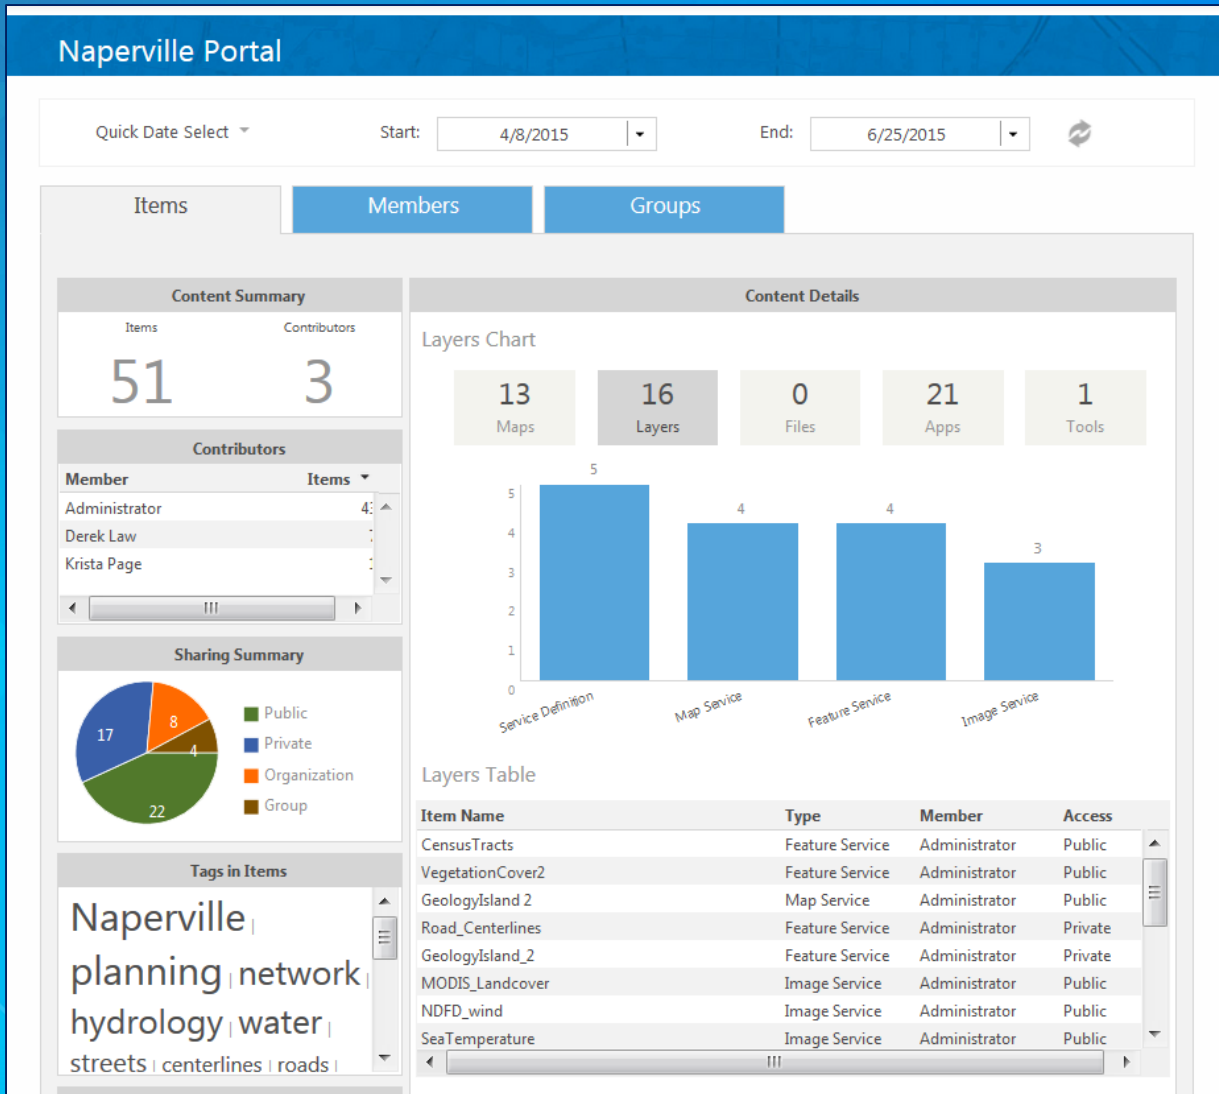 Naperville Portal
Quick Date Select Start: 4/8/2015 End: 6/25/2015
Items Members Groups
Content Summary
Items Contributors
51 3
Contributors
Member Items
Administrator
Derek Law
Krista Page
Sharing Summary
17 8 4 22
Public
Private
Organization
Group
Tags in Items
Naperville |
planning | network |
hydrology | water |
streets | centerlines | roads |
Content Details
Layers Chart
13 16 0 21 1
Maps Layers Files Apps Tools
5 4 4 3
5
4
3
2
1
0
Service Definition Map Service Feature Service Image Service
Layers Table
Item Name Type Member Access
CensusTracts Feature Service Administrator Public
VegetationCover2 Feature Service Administrator Public
GeologyIsland 2 Map Service Administrator Public
Road_Centerlines Feature Service Administrator Private
GeologyIsland_2 Feature Service Administrator Private
MODIS_Landcover Image Service Administrator Public
NDFD_wind Image Service Administrator Public
SeaTemperature Image Service Administrator Public